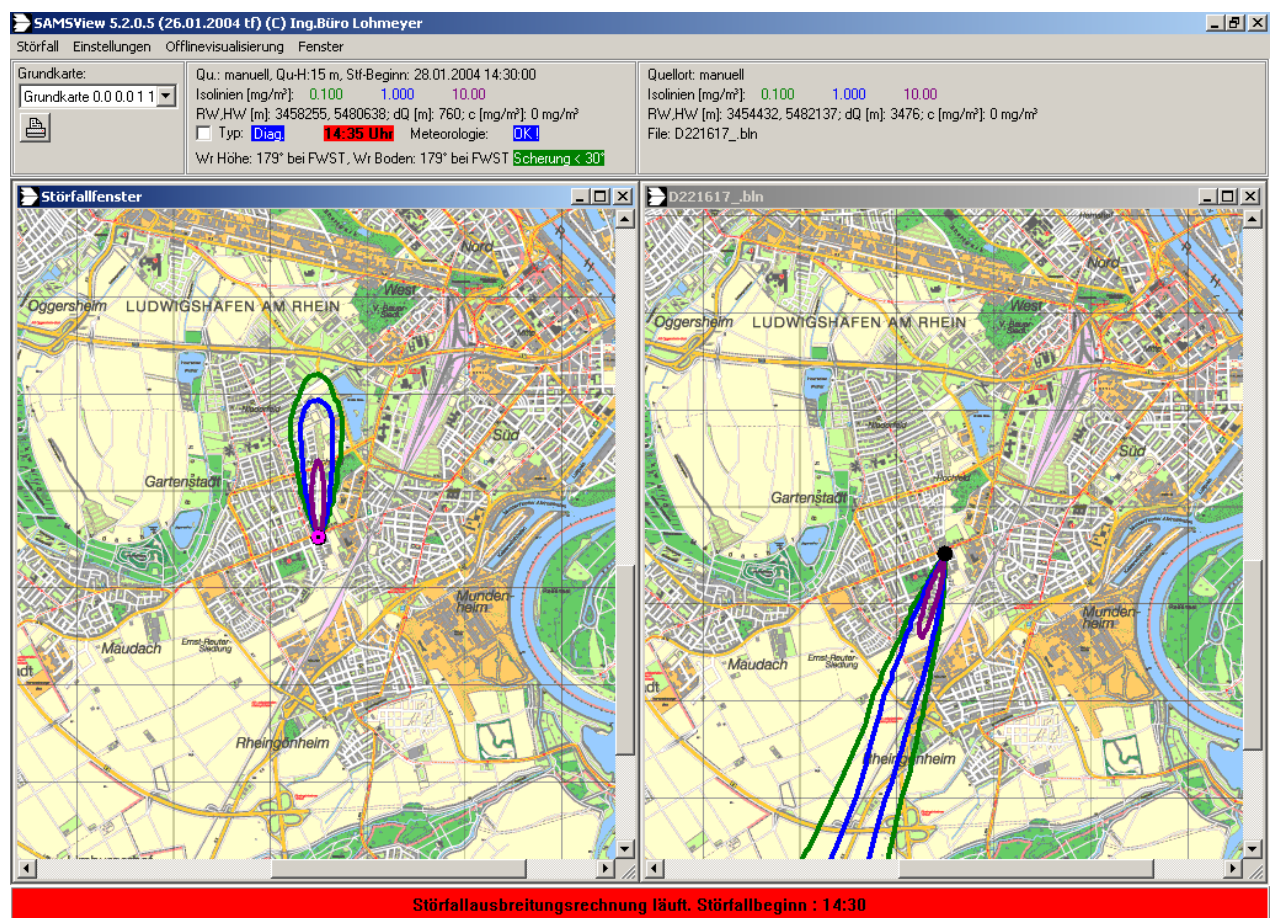 SAMSView 5.2.0.5 (26.01.2004 tf) (C) Ing.Büro Lohmeyer
Störfall Einstellungen Offlinevisualisierung Fenster
Grundkarte:
Grundkarte 0.0 0.0 1 1
Qu.: manuell, Qu-H:15 m, Stf-Beginn: 28.01.2004 14:30:00
Isolinien [mg/m³]: 0.100 1.000 10.00
RW,HW [m]: 3458255, 5480638; dQ [m]: 760; c [mg/m³]: 0 mg/m³
Typ: Diag. 14:35 Uhr Meteorologie: OK !
Wr Höhe: 179° bei FWST, Wr Boden: 179° bei FWST Scherung < 30°
Quellort: manuell
Isolinien [mg/m³]: 0.100 1.000 10.00
RW,HW [m]: 3454432, 5482137; dQ [m]: 3476; c [mg/m³]: 0 mg/m³
File: D221617_.bln
Störfallfenster
Nord
West
Oggersheim
LUDWIGSHAFEN AM RHEIN
Süd
Gartenstadt
Mundenheim
Maudach
Ernst-Reuter-
Siedlung
Rheingönheim
D221617_.bln
Nord
West
Oggersheim
LUDWIGSHAFEN AM RHEIN
Niederfeld
Süd
Hochfeld
Gartenstadt
Munden-
heim
Maudach
Ernst-Reuter-
Siedlung
Rheingönheim
Störfallausbreitungsrechnung läuft. Störfallbeginn : 14:30